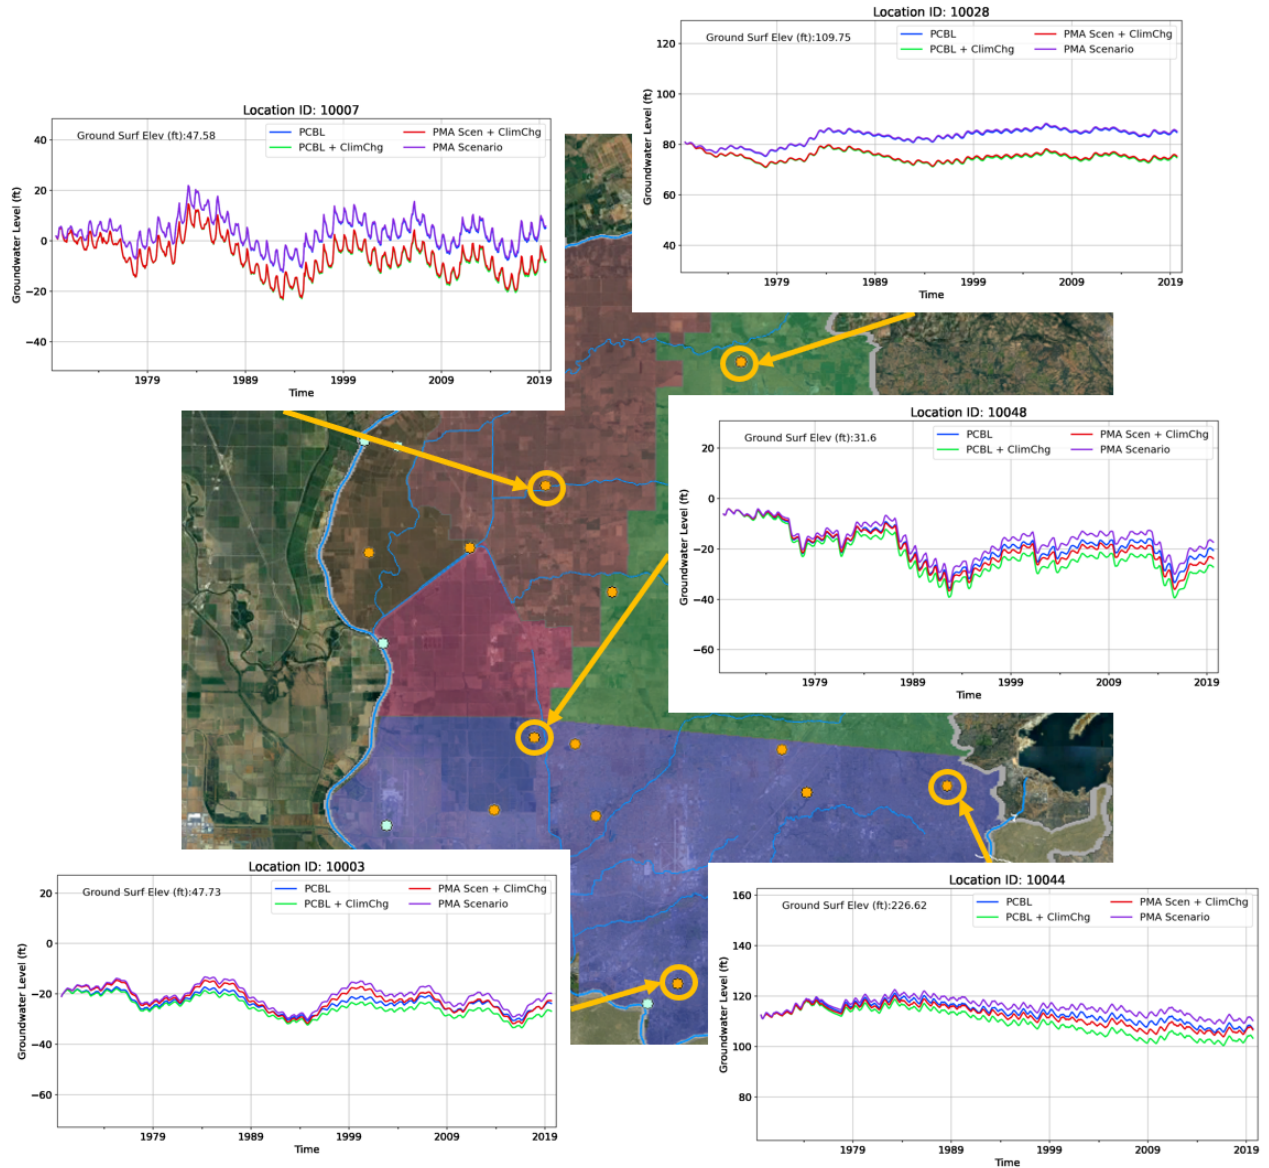 Location ID: 10028
Ground Surf Elev (ft):109.75
PCBL
PCBL + ClimChg
PMA Scen + ClimChg
PMA Scenario
Groundwater Level (ft)
120
100
80
60
40
1979 1989 1999 2009 2019
Time
Location ID: 10007
Ground Surf Elev (ft):47.58
PCBL
PCBL + ClimChg
PMA Scen + ClimChg
PMA Scenario
Groundwater Level (ft)
40
20
0
−20
−40
1979 1989 1999 2009 2019
Time
Location ID: 10048
Ground Surf Elev (ft):31.6
PCBL
PCBL + ClimChg
PMA Scen + ClimChg
PMA Scenario
Groundwater Level (ft)
20
0
−20
−40
−60
1979 1989 1999 2009 2019
Time
Location ID: 10003
Ground Surf Elev (ft):47.73
PCBL
PCBL + ClimChg
PMA Scen + ClimChg
PMA Scenario
Groundwater Level (ft)
20
0
−20
−40
−60
1979 1989 1999 2009 2019
Time
Location ID: 10044
Ground Surf Elev (ft):226.62
PCBL
PCBL + ClimChg
PMA Scen + ClimChg
PMA Scenario
Groundwater Level (ft)
160
140
120
100
80
1979 1989 1999 2009 2019
Time